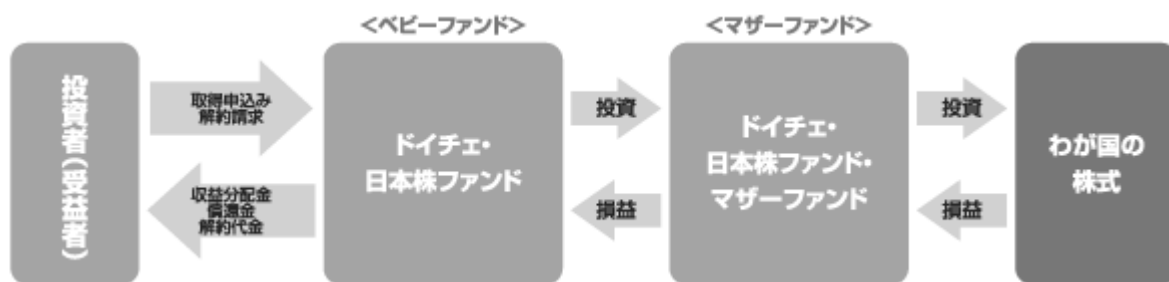 <ベビーファンド>
<マザーファンド>
投資者(受益者)
取得申込み
解約請求
収益分配金
償還金
解約代金
ドイチェ・
日本株ファンド
投資
損益
ドイチェ・
日本株ファンド・
マザーファンド
投資
損益
わが国の
株式